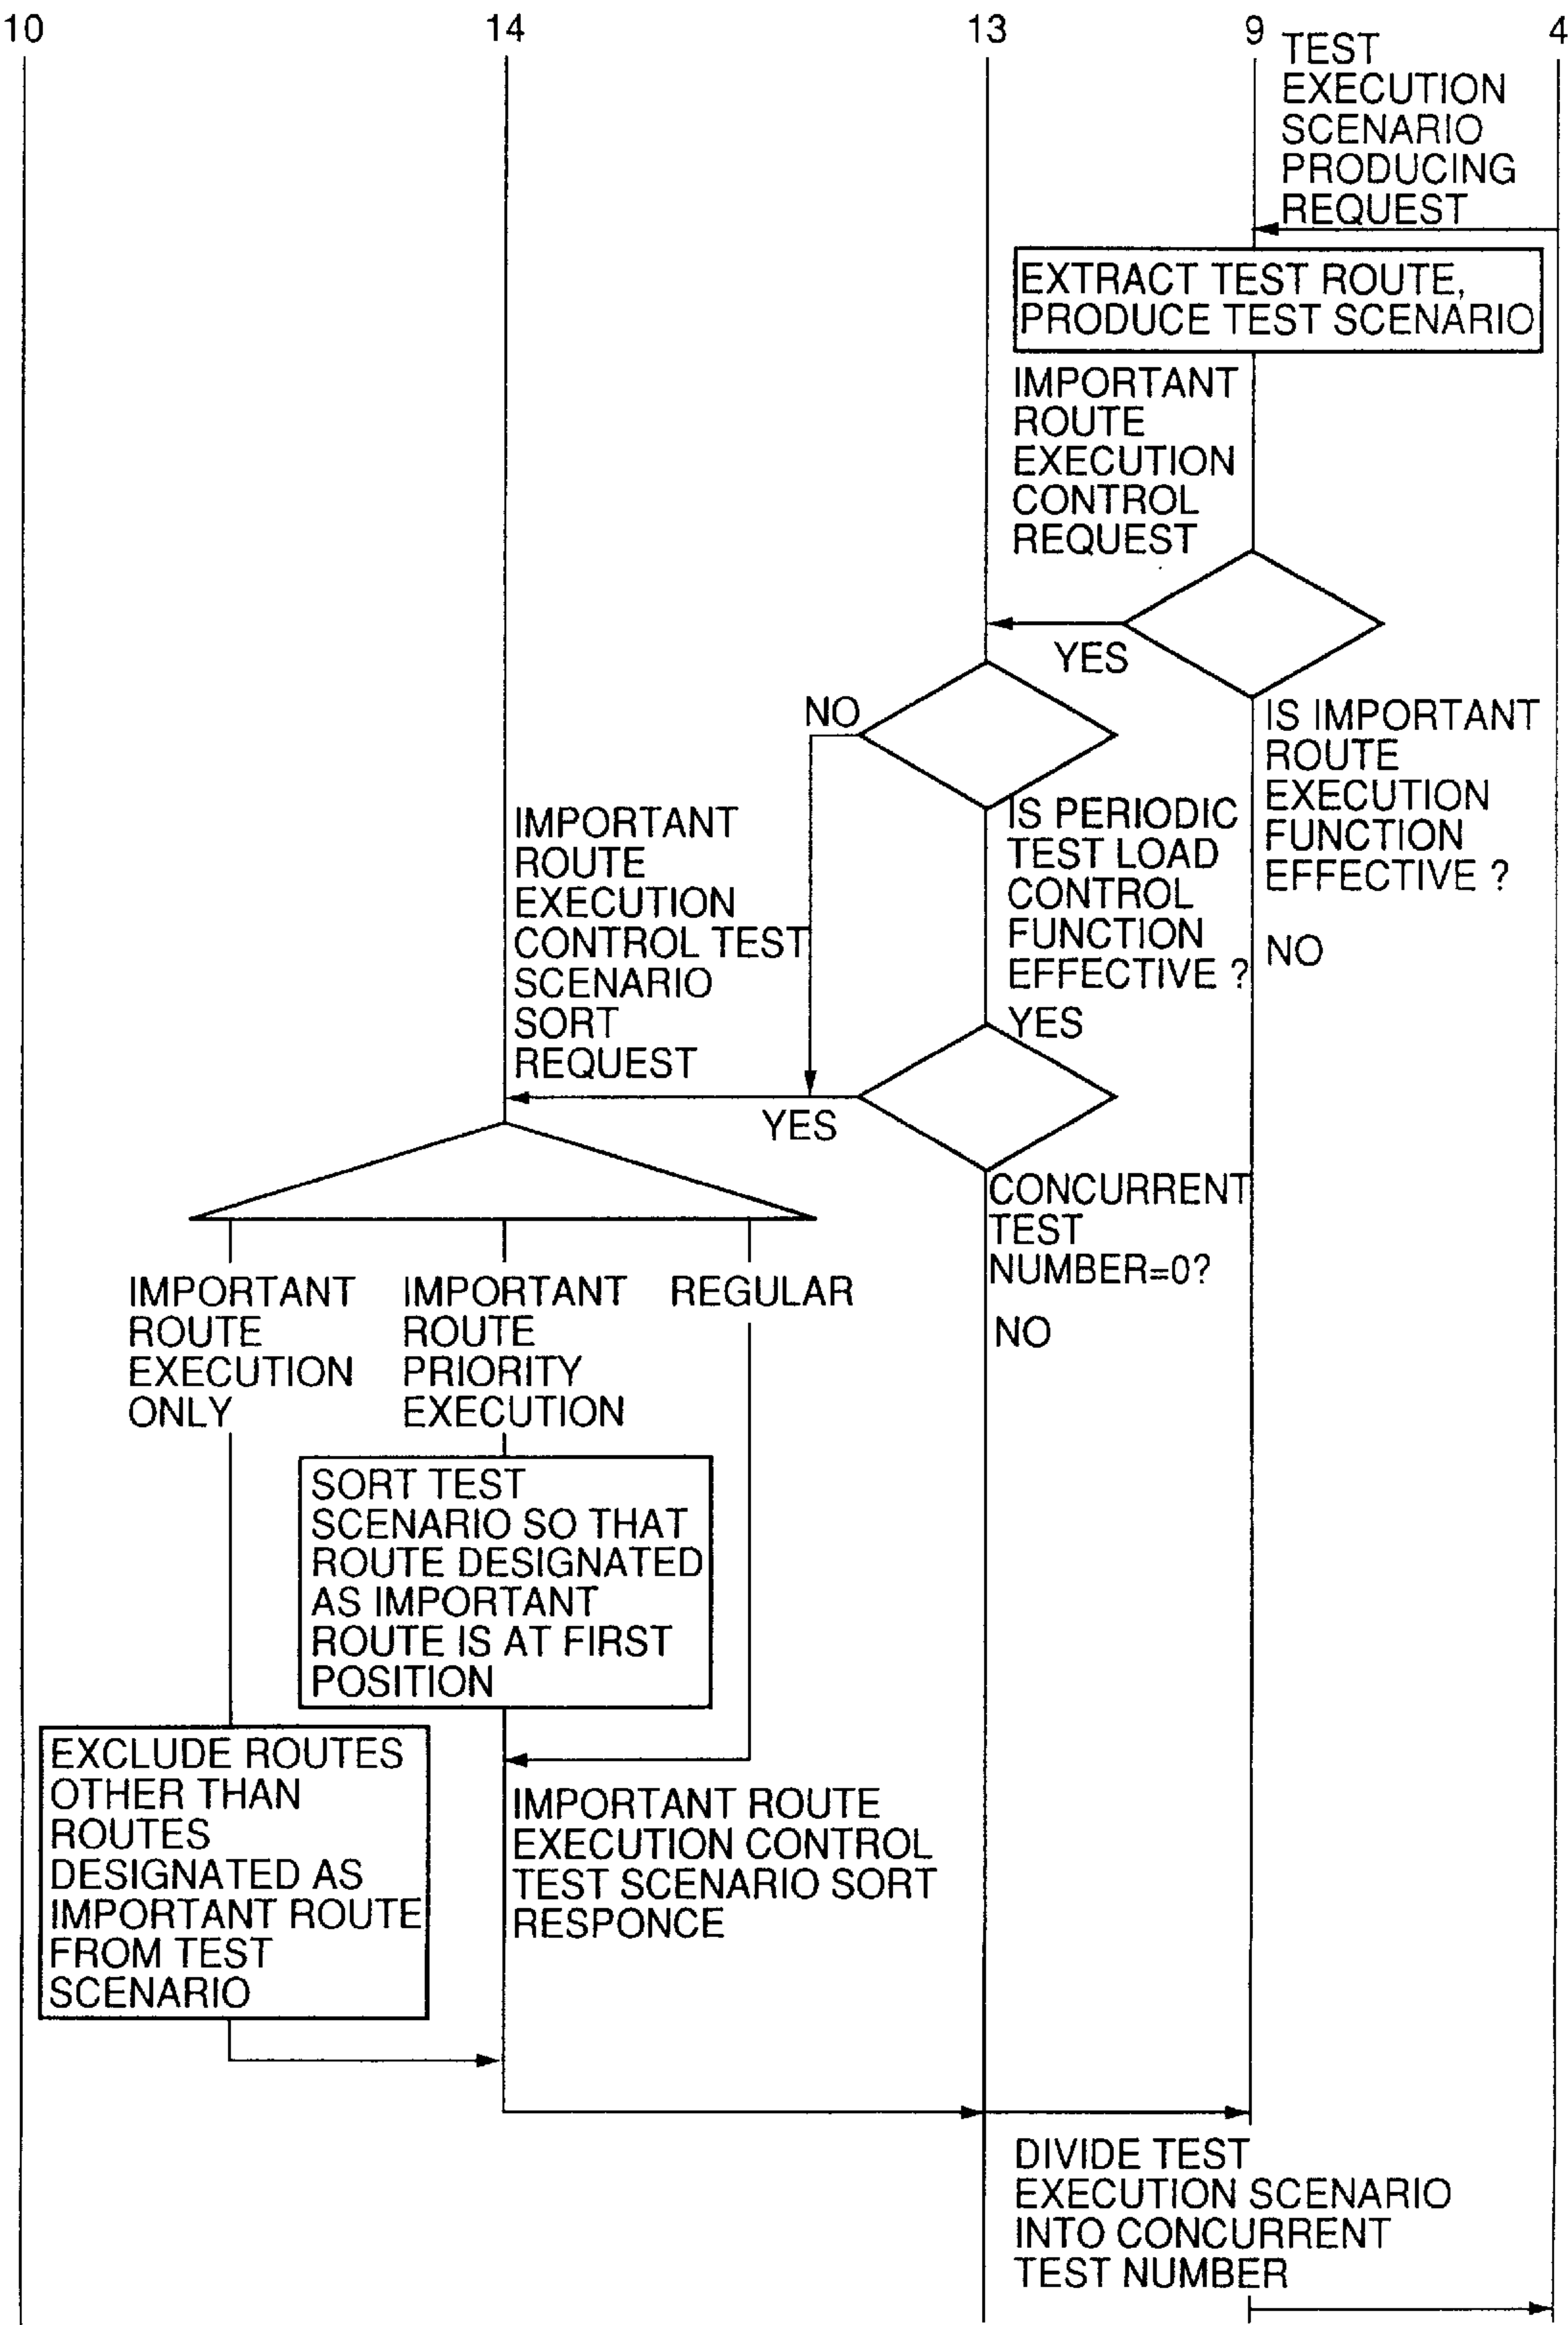 10
14
13
9
4
TEST
EXECUTION
SCENARIO
PRODUCING
REQUEST
EXTRACT TEST ROUTE,
PRODUCE TEST SCENARIO
IMPORTANT
ROUTE
EXECUTION
CONTROL
REQUEST
YES
IS IMPORTANT
ROUTE
EXECUTION
FUNCTION
EFFECTIVE ?
NO
NO
IS PERIODIC
TEST LOAD
CONTROL
FUNCTION
EFFECTIVE ?
YES
IMPORTANT
ROUTE
EXECUTION
CONTROL TEST
SCENARIO
SORT
REQUEST
YES
CONCURRENT
TEST
NUMBER=0?
NO
IMPORTANT
ROUTE
EXECUTION
ONLY
IMPORTANT
ROUTE
PRIORITY
EXECUTION
REGULAR
SORT TEST
SCENARIO SO THAT
ROUTE DESIGNATED
AS IMPORTANT
ROUTE IS AT FIRST
POSITION
EXCLUDE ROUTES
OTHER THAN
ROUTES
DESIGNATED AS
IMPORTANT ROUTE
FROM TEST
SCENARIO
IMPORTANT ROUTE
EXECUTION CONTROL
TEST SCENARIO SORT
RESPONCE
DIVIDE TEST
EXECUTION SCENARIO
INTO CONCURRENT
TEST NUMBER